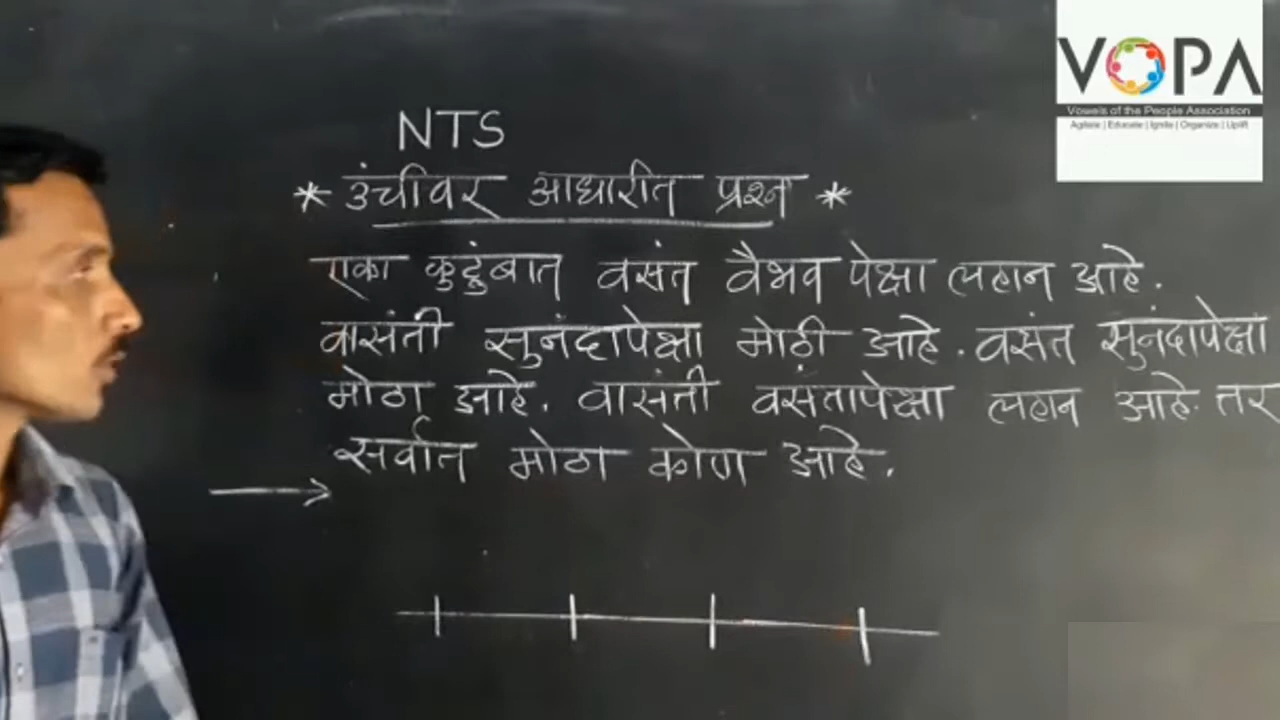 VOPA
Vowels of the People Association
Agitate | Educate | Ignite | Organize | Uplift
NTS
* उंचीवर आधारीत प्रश्न *
एका कुटुंबात वसंत वैभव पेक्षा लहान आहे.
वासंती सुनंदापेक्षा मोठी आहे. वसंत सुनंदापेक्षा
मोठा आहे. वासंती वसंतापेक्षा लहान आहे. तर
सर्वात मोठा कोण आहे.